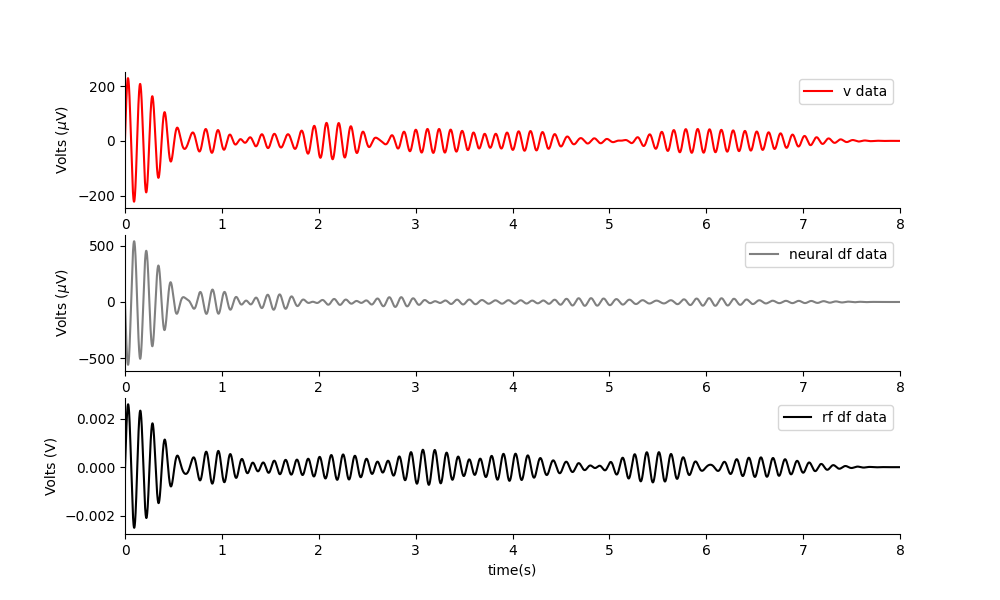 200
0
−200
Volts (μV)
v data
0 1 2 3 4 5 6 7 8
500
0
−500
Volts (μV)
neural df data
0 1 2 3 4 5 6 7 8
0.002
0.000
−0.002
Volts (V)
rf df data
0 1 2 3 4 5 6 7 8
time(s)